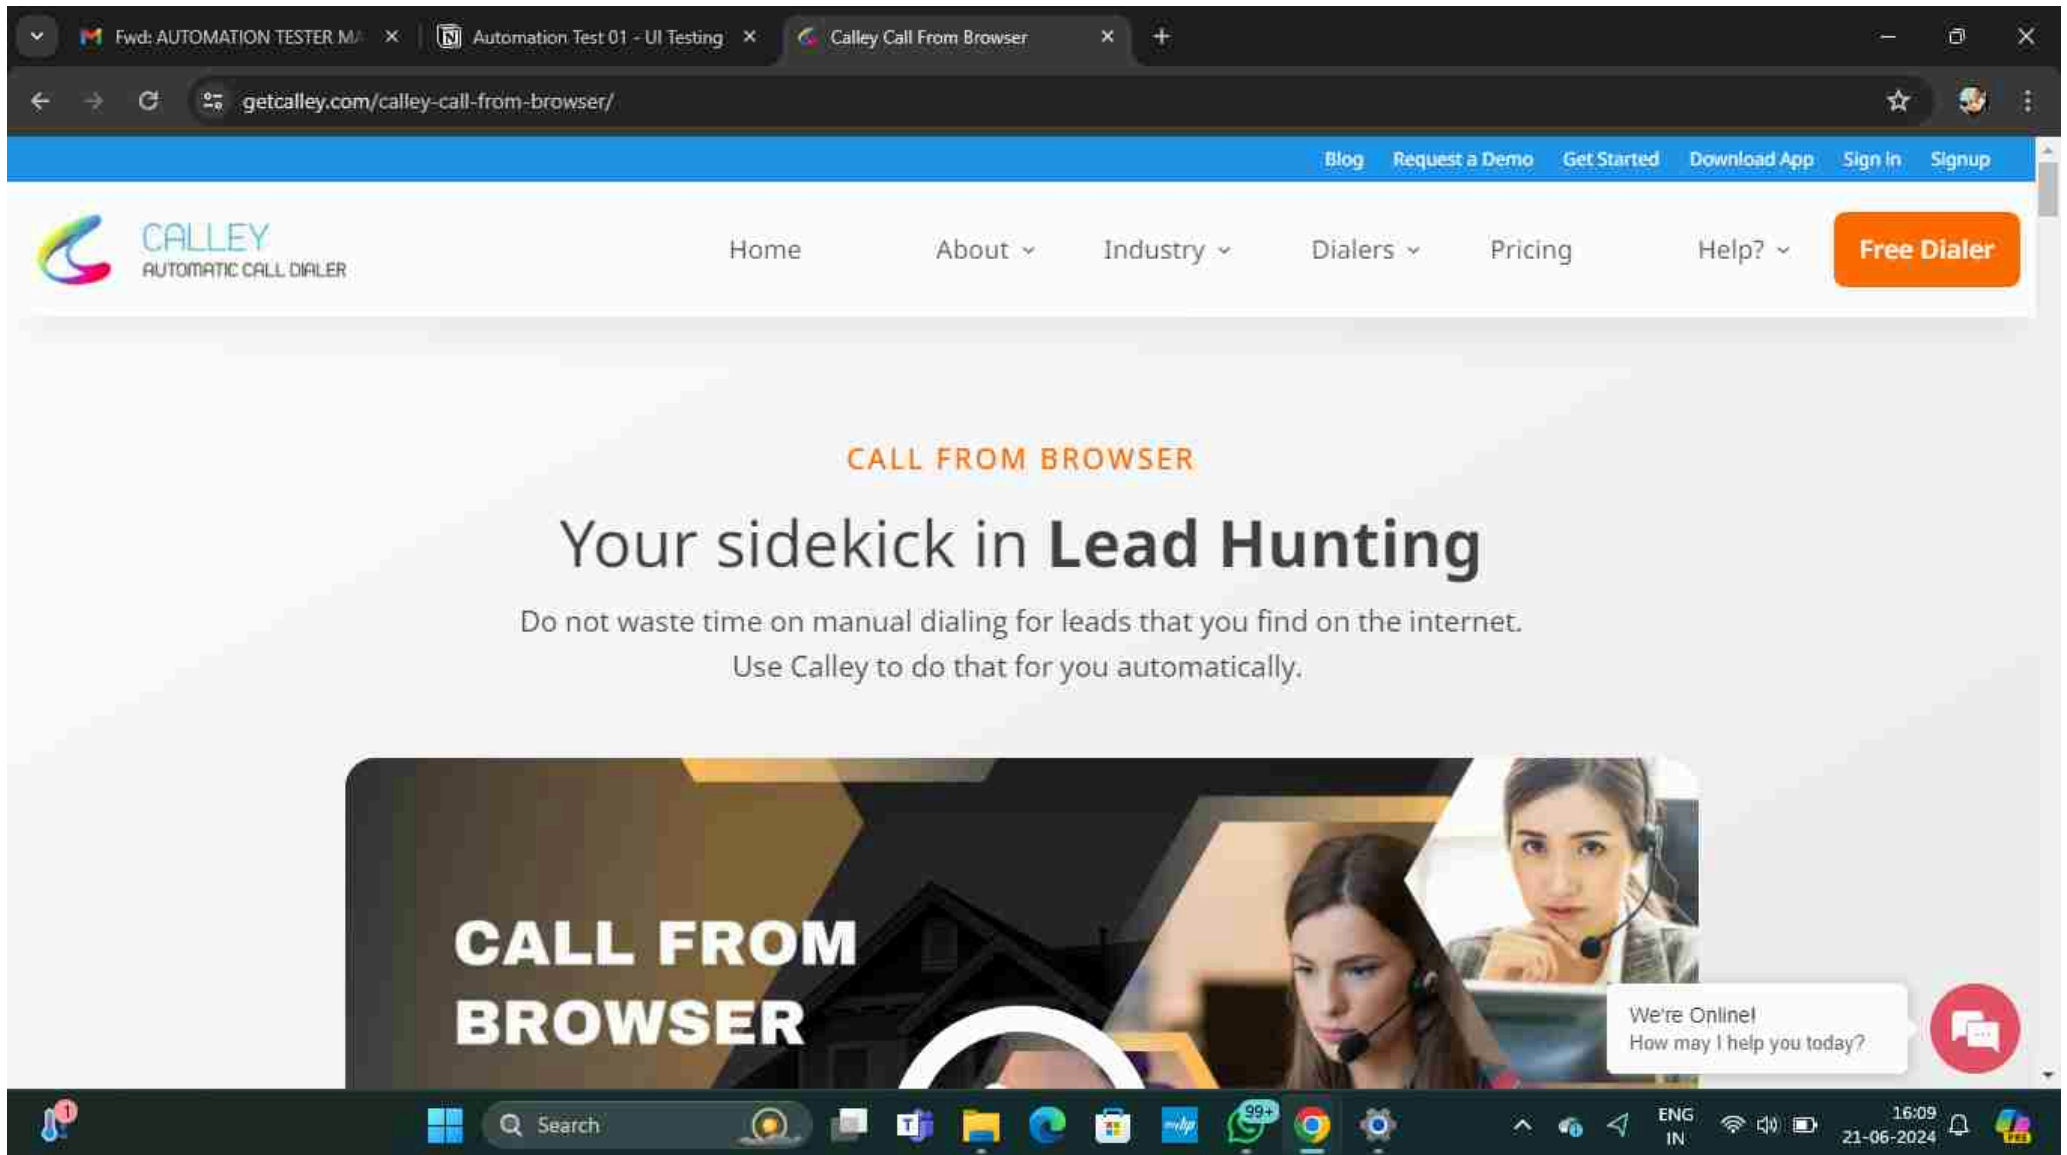 Fwd: AUTOMATION TESTER MA
Automation Test 01 - UI Testing
Calley Call From Browser
getcalley.com/calley-call-from-browser/
Blog Request a Demo Get Started Download App Sign in Signup
CALLEY
AUTOMATIC CALL DIALER
Home About Industry Dialers Pricing Help? Free Dialer
CALL FROM BROWSER
Your sidekick in Lead Hunting
Do not waste time on manual dialing for leads that you find on the internet.
Use Calley to do that for you automatically.
CALL FROM
BROWSER
We're Online!
How may I help you today?
1
Search
T
myhp
99+
ENG
IN
16:09
21-06-2024
PRE